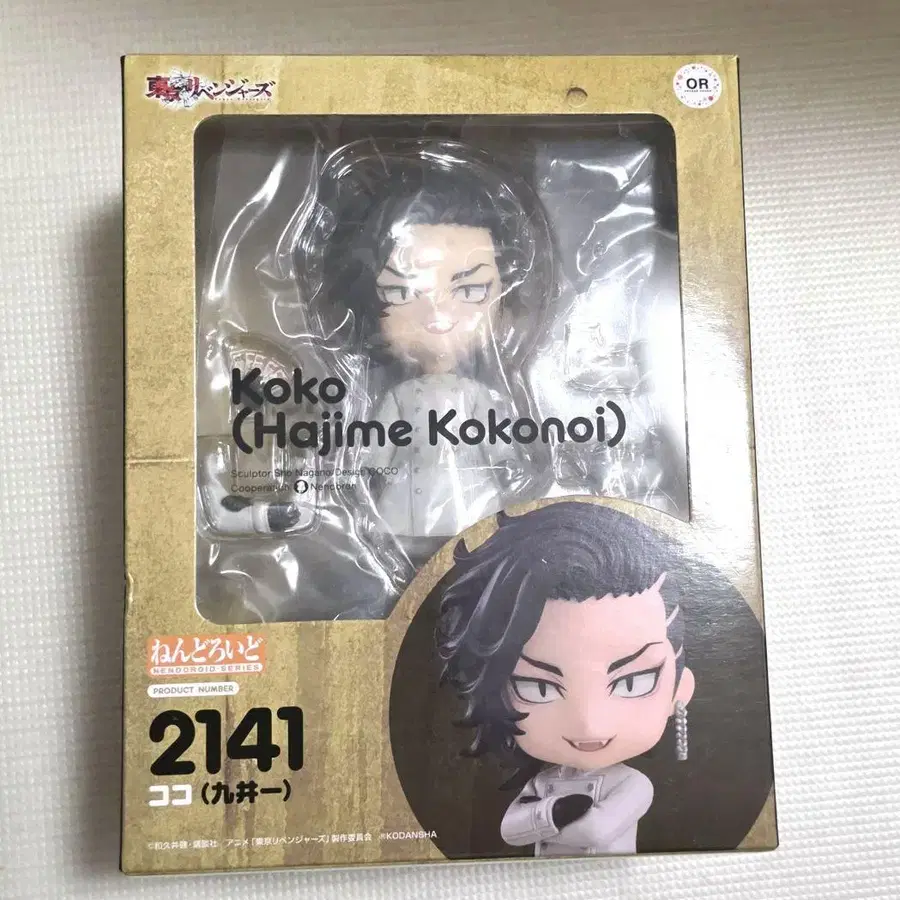 東京リベンジャーズ
OR
Koko
(Hajime Kokonoi)
Sculptor Sho Nagano/Design COCO
Cooperation Nendoron
ねんどろいど
NENDOROID SERIES
PRODUCT NUMBER
2141
ココ（九井一）
©和久井健・講談社 アニメ「東京リベンジャーズ」製作委員会 ®KODANSHA